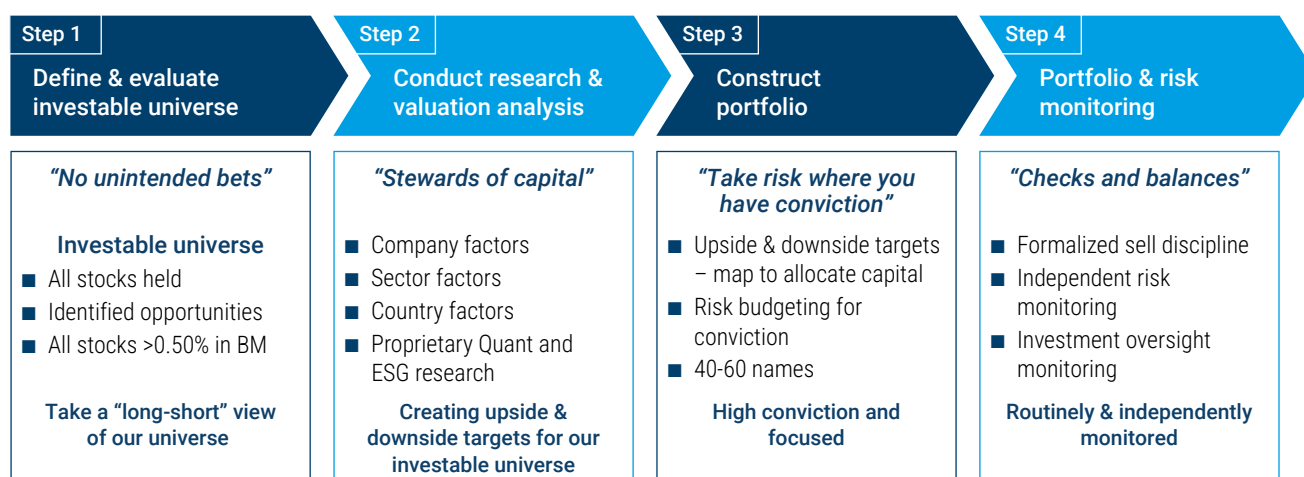 Step 1
Define & evaluate
investable universe
Step 2
Conduct research &
valuation analysis
Step 3
Construct
portfolio
Step 4
Portfolio & risk
monitoring
“No unintended bets”
Investable universe
■ All stocks held
■ Identified opportunities
■ All stocks >0.50% in BM
Take a “long-short” view
of our universe
“Stewards of capital”
■ Company factors
■ Sector factors
■ Country factors
■ Proprietary Quant and
ESG research
Creating upside &
downside targets for our
investable universe
“Take risk where you
have conviction”
■ Upside & downside targets
– map to allocate capital
■ Risk budgeting for
conviction
■ 40-60 names
High conviction and
focused
“Checks and balances”
■ Formalized sell discipline
■ Independent risk
monitoring
■ Investment oversight
monitoring
Routinely & independently
monitored